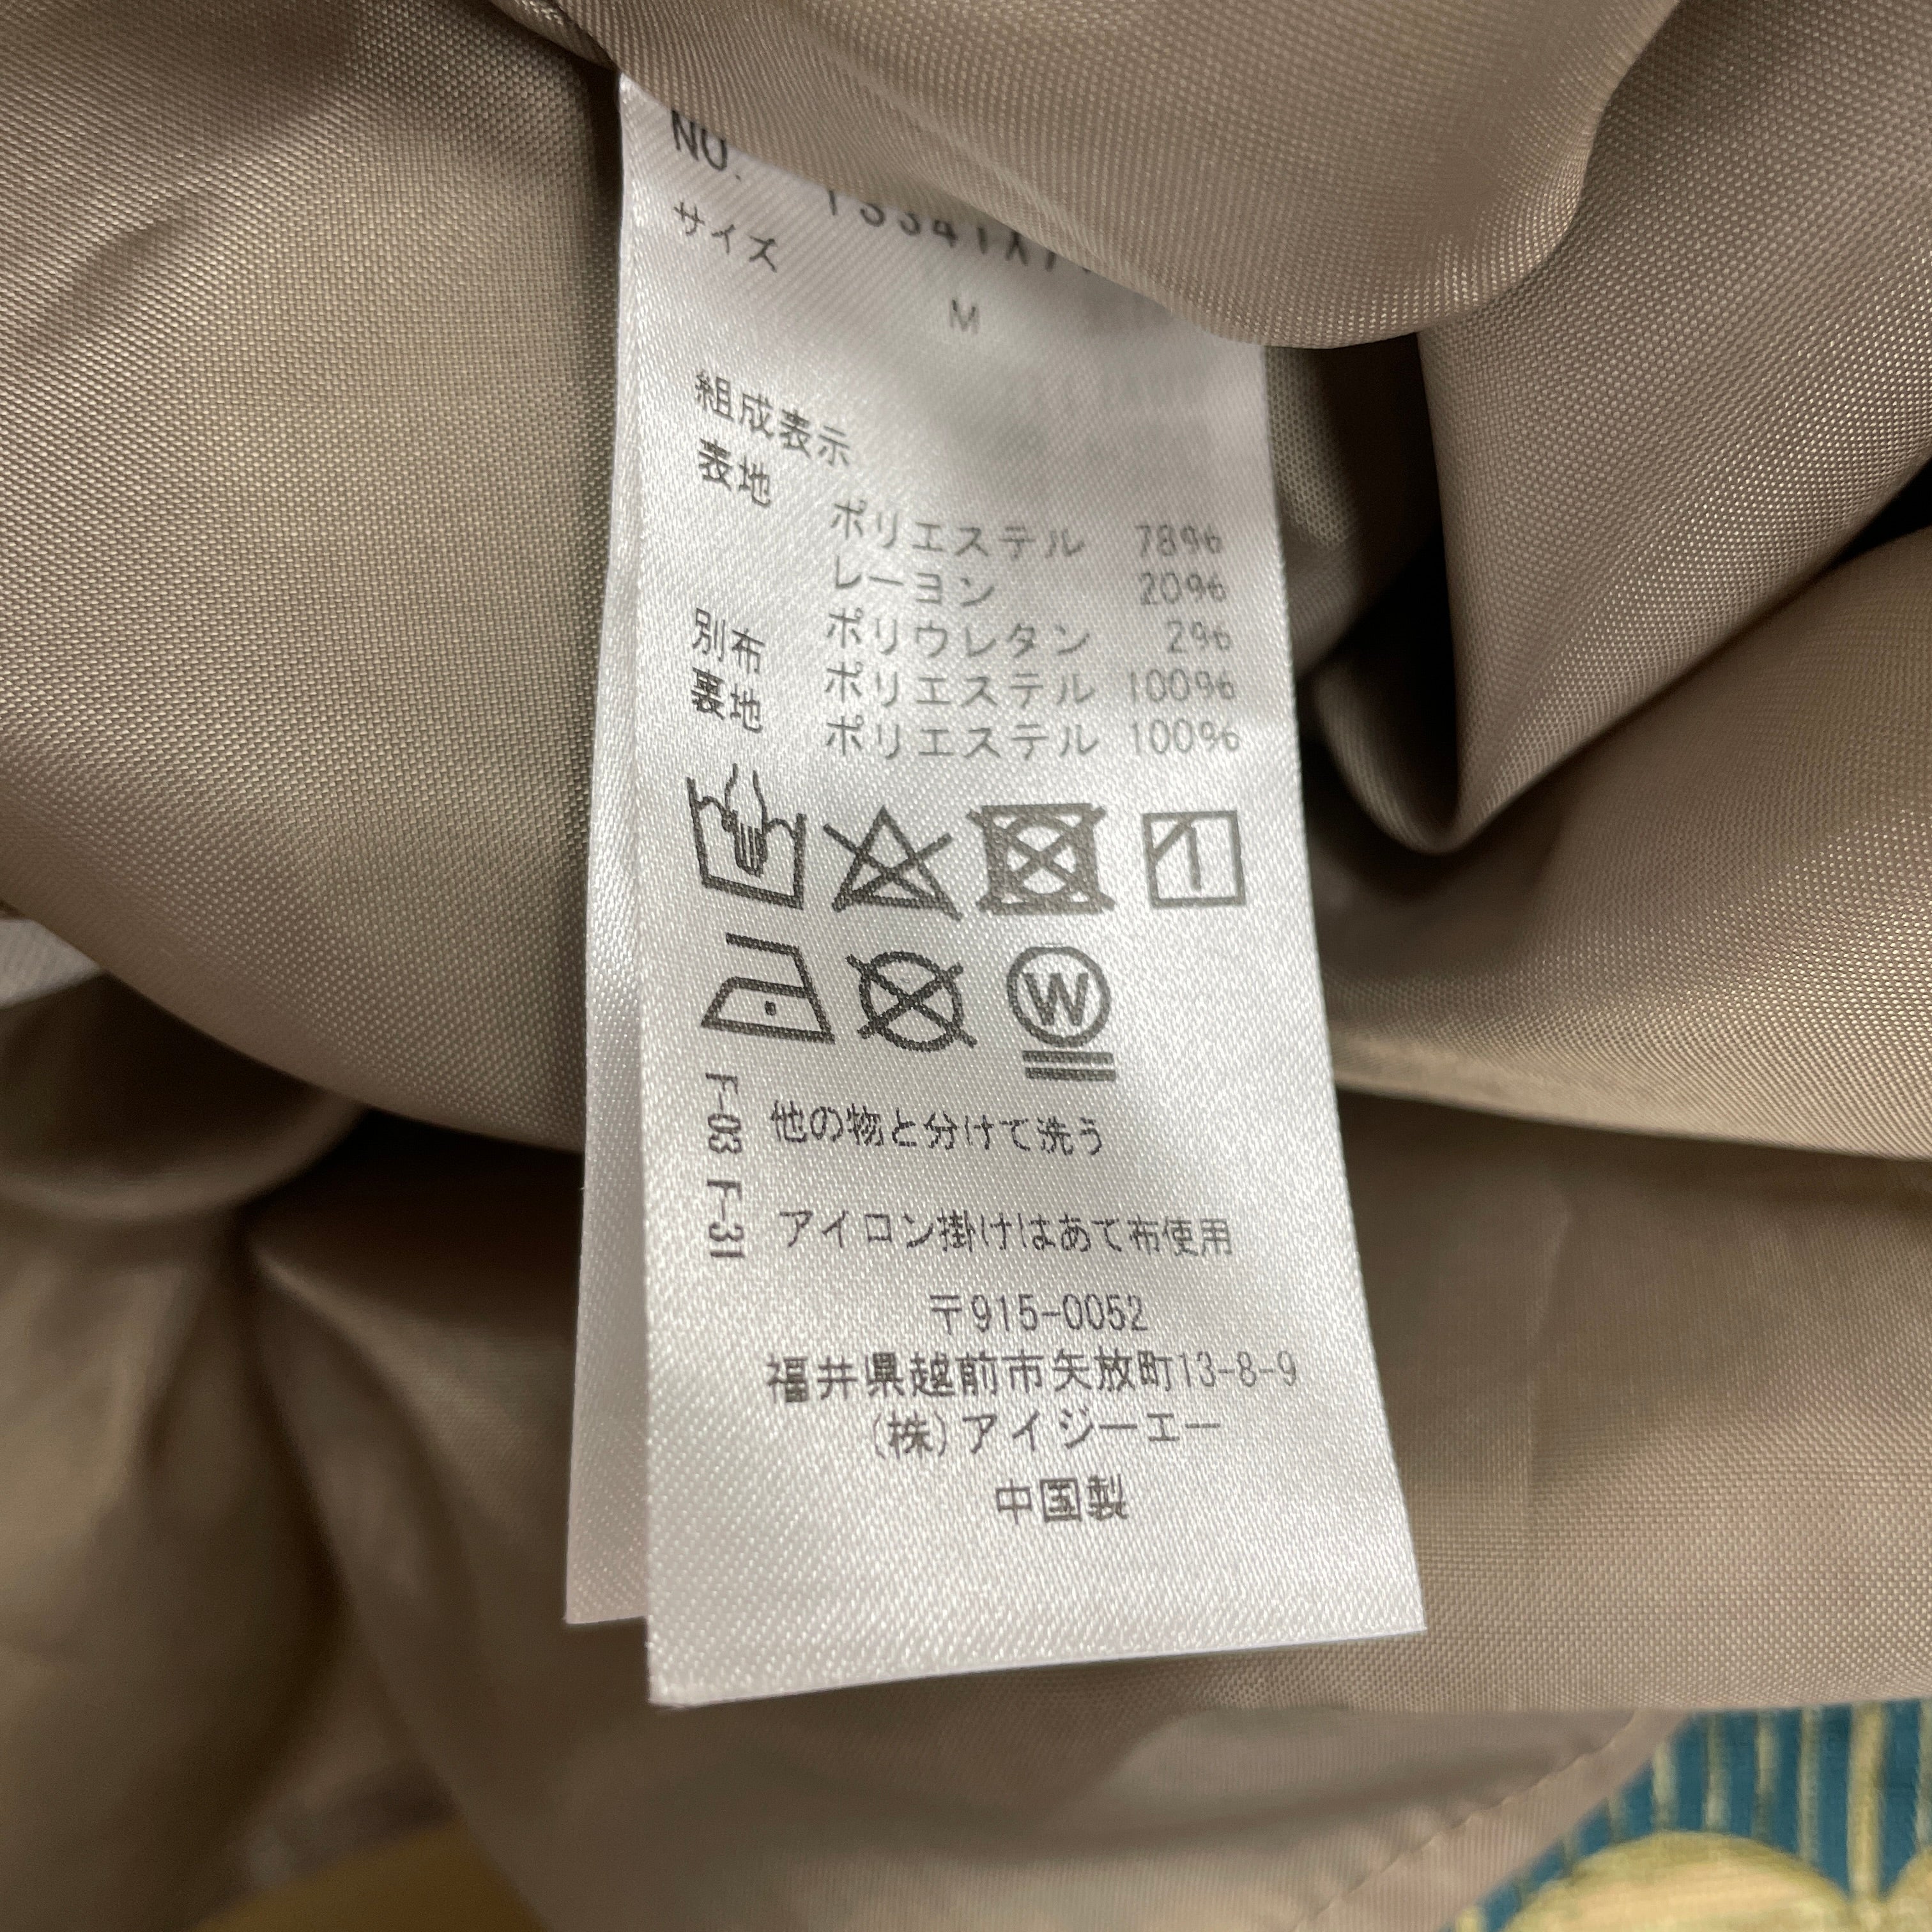 NO.
サイズ
M
組成表示
表地
ポリエステル 78%
レーヨン 20%
ポリウレタン 2%
別布 ポリエステル 100%
裏地 ポリエステル 100%
W
F-03 他の物と分けて洗う
F-31 アイロン掛けはあて布使用
〒915-0052
福井県越前市矢放町13-8-9
(株)アイジーエー
中国製